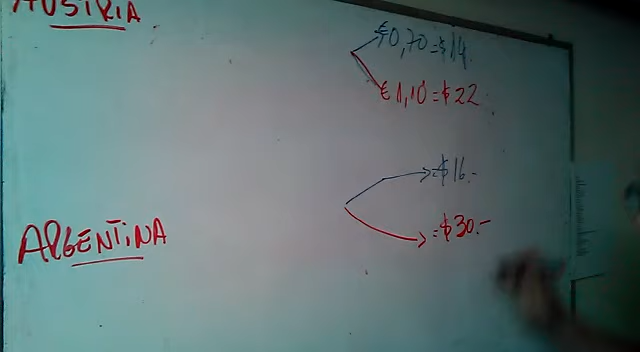 AUSTRIA
€0,70=$14.
€1,10=$22.
=$16.-
ARGENTINA
=$30.-